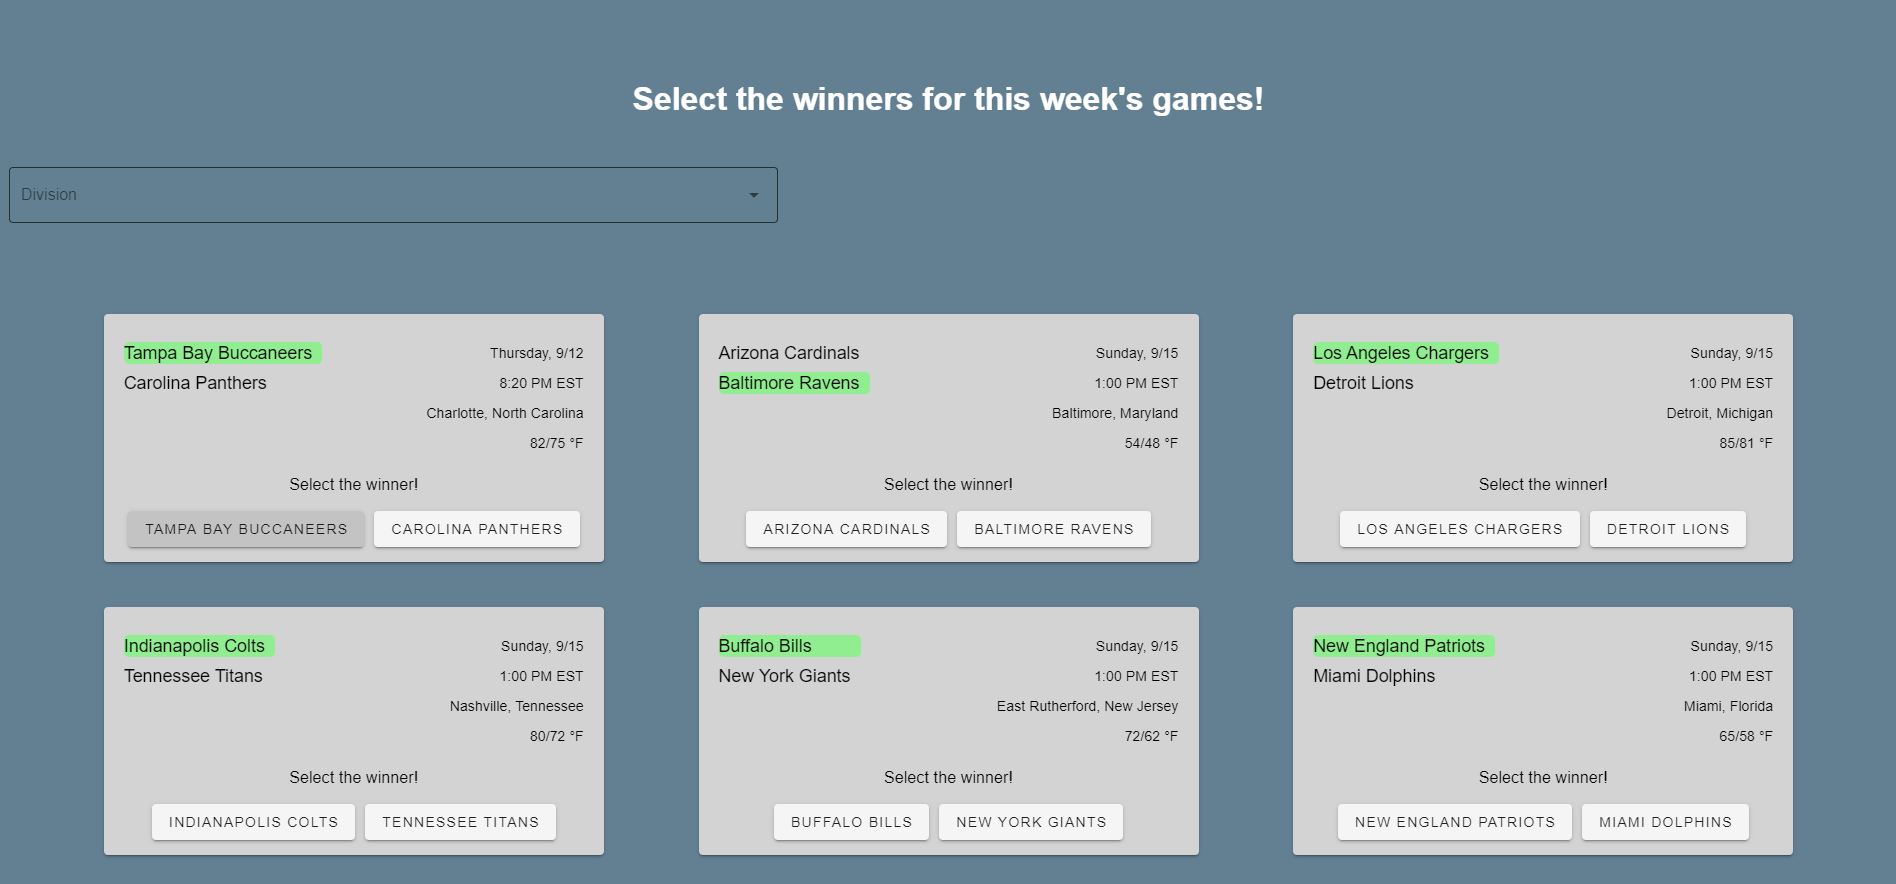 Select the winners for this week's games!
Division
Tampa Bay Buccaneers Thursday, 9/12
Carolina Panthers 8:20 PM EST
Charlotte, North Carolina
82/75 °F
Select the winner!
TAMPA BAY BUCCANEERS CAROLINA PANTHERS
Arizona Cardinals Sunday, 9/15
Baltimore Ravens 1:00 PM EST
Baltimore, Maryland
54/48 °F
Select the winner!
ARIZONA CARDINALS BALTIMORE RAVENS
Los Angeles Chargers Sunday, 9/15
Detroit Lions 1:00 PM EST
Detroit, Michigan
85/81 °F
Select the winner!
LOS ANGELES CHARGERS DETROIT LIONS
Indianapolis Colts Sunday, 9/15
Tennessee Titans 1:00 PM EST
Nashville, Tennessee
80/72 °F
Select the winner!
INDIANAPOLIS COLTS TENNESSEE TITANS
Buffalo Bills Sunday, 9/15
New York Giants 1:00 PM EST
East Rutherford, New Jersey
72/62 °F
Select the winner!
BUFFALO BILLS NEW YORK GIANTS
New England Patriots Sunday, 9/15
Miami Dolphins 1:00 PM EST
Miami, Florida
65/58 °F
Select the winner!
NEW ENGLAND PATRIOTS MIAMI DOLPHINS